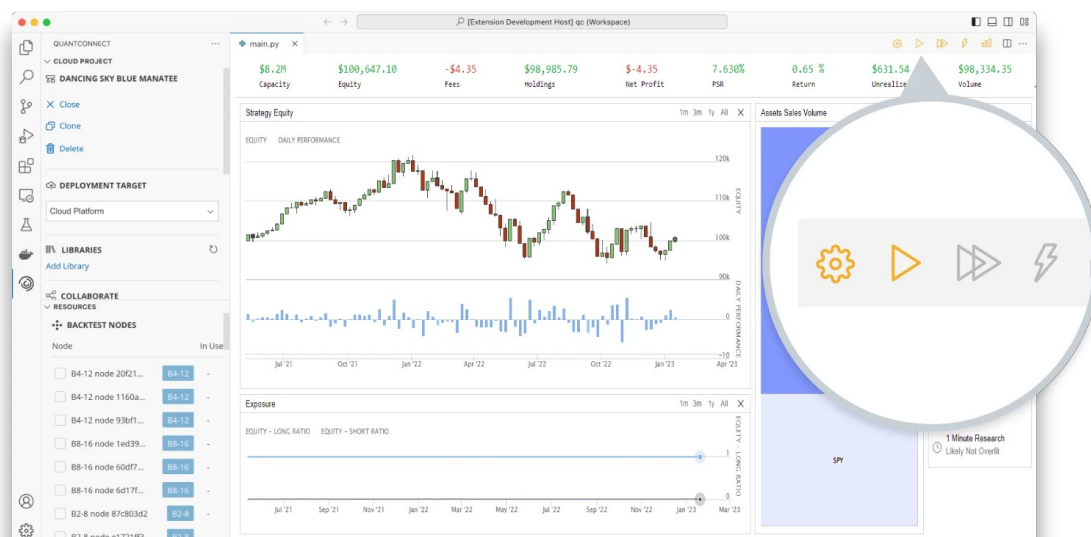 [Extension Development Host] qc (Workspace)
QUANTCONNECT
CLOUD PROJECT
DANCING SKY BLUE MANATEE
Close
Clone
Delete
DEPLOYMENT TARGET
Cloud Platform
LIBRARIES
Add Library
COLLABORATE
RESOURCES
BACKTEST NODES
Node In Use
B4-12 node 20f21... B4-12 -
B4-12 node 1160a... B4-12 -
B4-12 node 93bf1... B4-12 -
B8-16 node 1ed39... B8-16 -
B8-16 node 60df7... B8-16 -
B8-16 node 6d17f... B8-16 -
B2-8 node 87c803d2 B2-8 -
main.py
$8.2M $100,647.10 -$4.35 $98,985.79 $-4.35 7.630% 0.65 % $631.54 $98,334.35
Capacity Equity Fees Holdings Net Profit PSR Return Unrealize Volume
Strategy Equity 1m 3m 1y All X
EQUITY DAILY PERFORMANCE
120k
110k
100k
90k
EQUITY
0
-10
DAILY PERFORMANCE
Jul '21 Oct '21 Jan '22 Apr '22 Jul '22 Oct '22 Jan '23 Apr '23
Exposure 1m 3m 1y All X
EQUITY - LONG RATIO EQUITY - SHORT RATIO
1
0
EQUITY - LONG RATIO
Jul '21 Sep '21 Nov '21 Jan '22 Mar '22 May '22 Jul '22 Sep '22 Nov '22 Jan '23 Mar '23
Assets Sales Volume
SPY
1 Minute Research
Likely Not Overfit